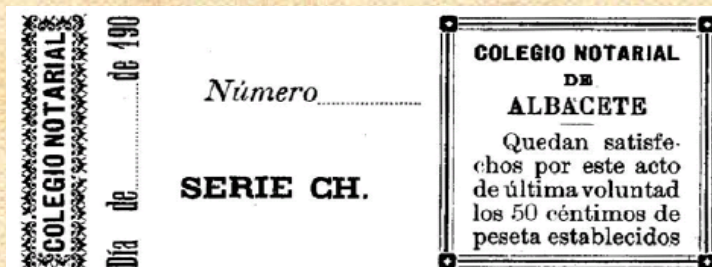 COLEGIO NOTARIAL
Día de de 190
Número
SERIE CH.
COLEGIO NOTARIAL
DE
ALBACETE
Quedan satisfe-
chos por este acto
de última voluntad
los 50 céntimos de
peseta establecidos